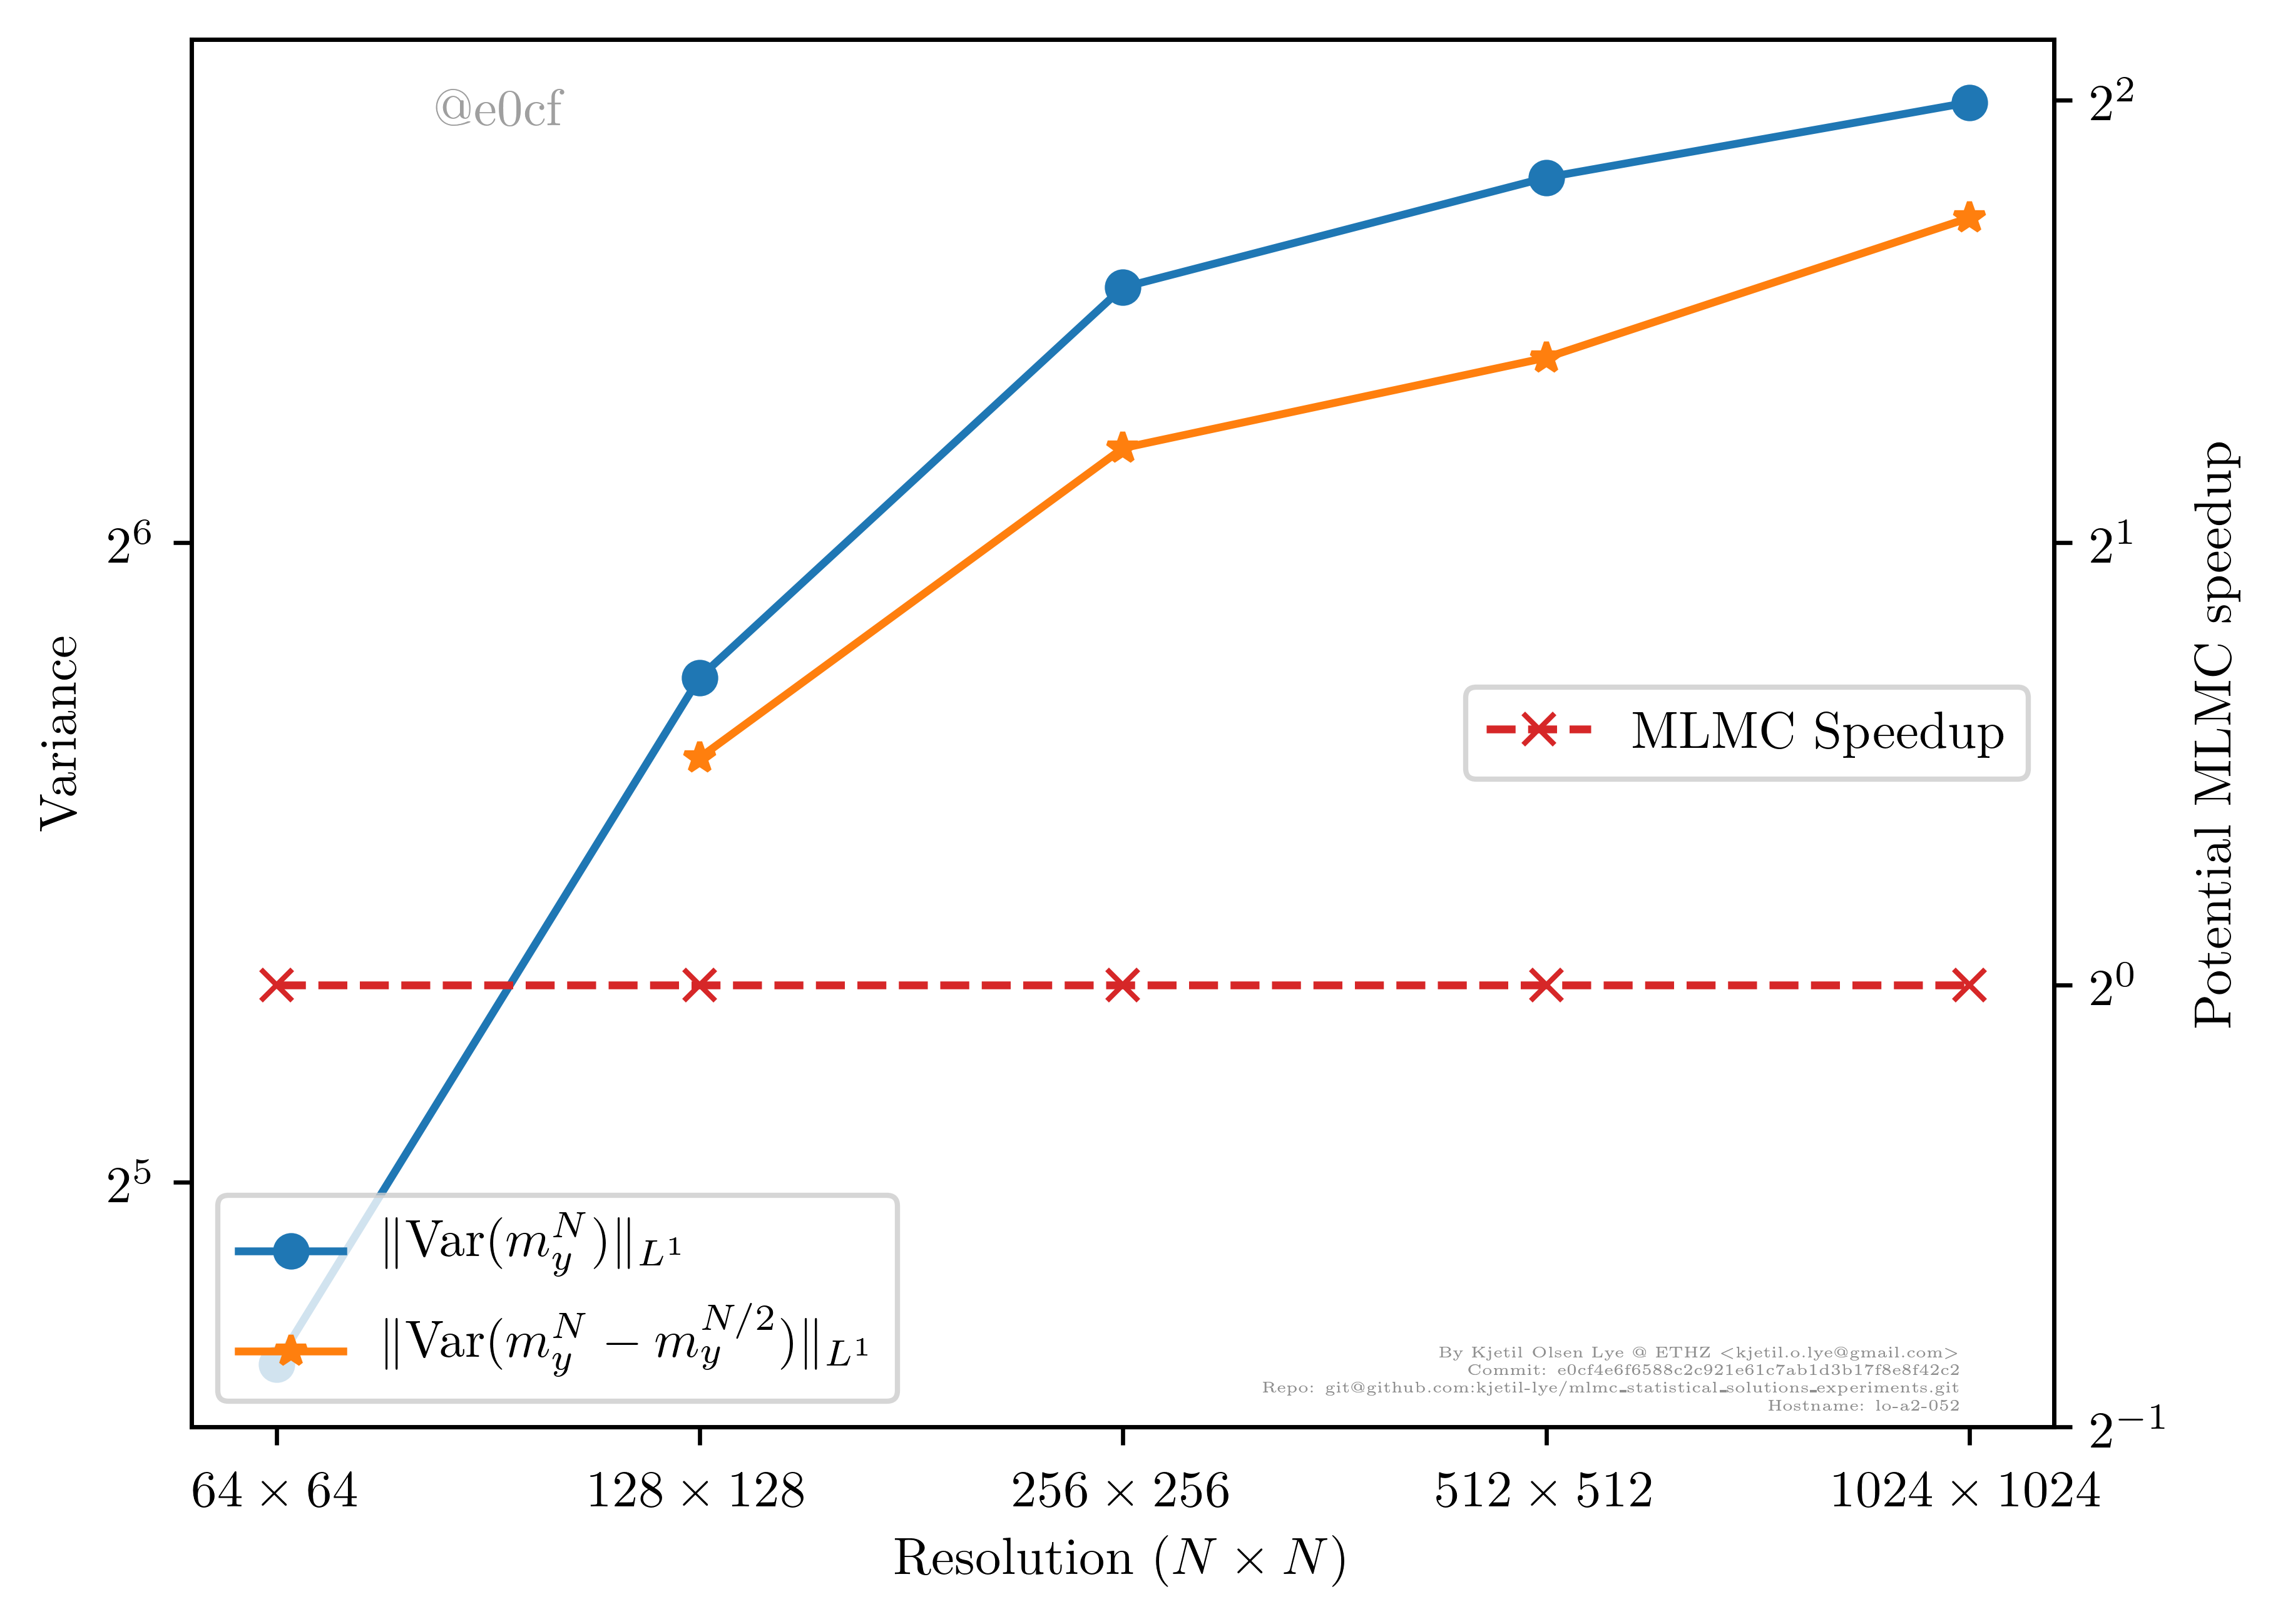 @e0cf
2^2
2^6
2^1
Variance
Potential MLMC speedup
MLMC Speedup
2^0
2^5
‖Var(m_y^N)‖_{L^1}
‖Var(m_y^N − m_y^{N/2})‖_{L^1}
By Kjetil Olsen Lye @ ETHZ <kjetil.o.lye@gmail.com>
Commit: e0cf4e6f6588c2c921e61c7ab1d3b17f8e8f42c2
Repo: git@github.com:kjetil-lye/mlmc_statistical_solutions_experiments.git
Hostname: lo-a2-052
2^{−1}
64 × 64 128 × 128 256 × 256 512 × 512 1024 × 1024
Resolution (N × N)